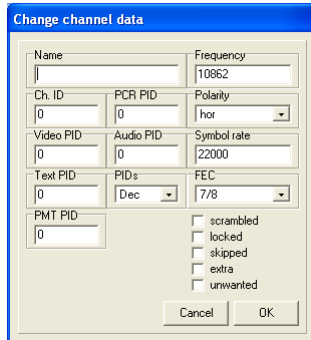 Change channel data
Name Frequency
10862
Ch. ID PCR PID Polarity
0 0 hor
Video PID Audio PID Symbol rate
0 0 22000
Text PID PIDs FEC
0 Dec 7/8
PMT PID
0
scrambled
locked
skipped
extra
unwanted
Cancel OK